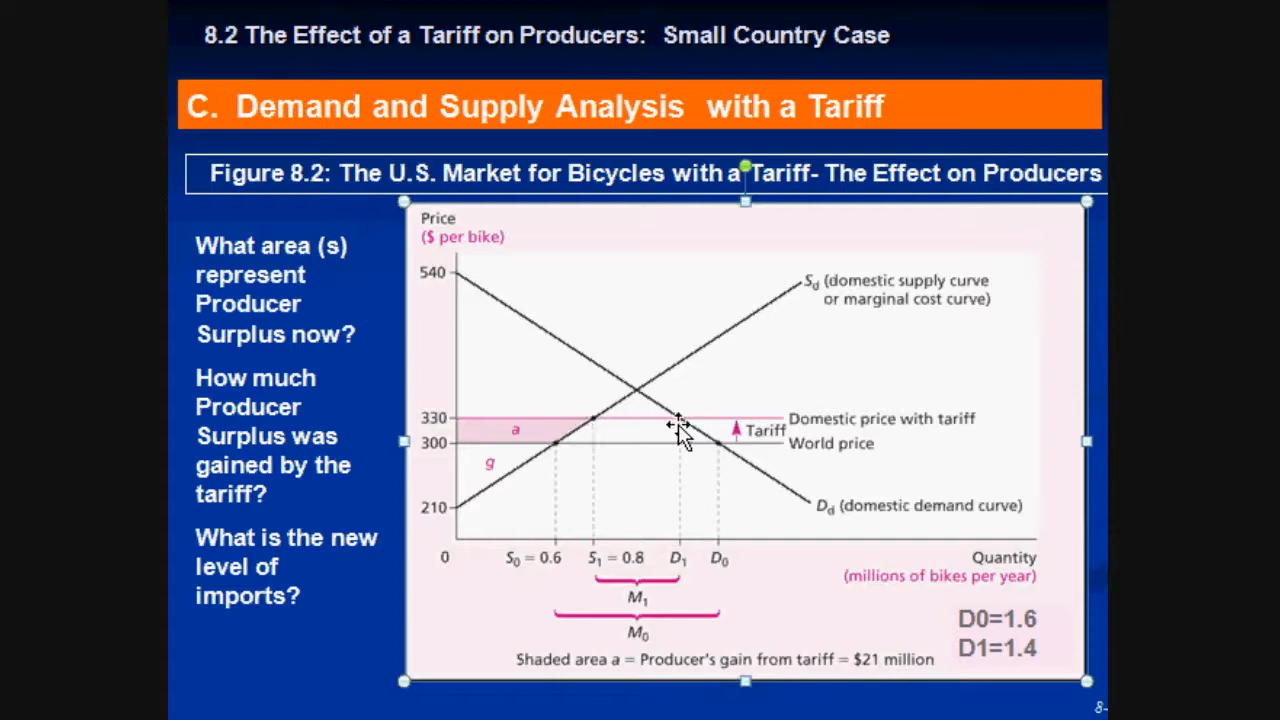 8.2 The Effect of a Tariff on Producers: Small Country Case
C. Demand and Supply Analysis with a Tariff
Figure 8.2: The U.S. Market for Bicycles with a Tariff- The Effect on Producers
What area (s)
represent
Producer
Surplus now?
How much
Producer
Surplus was
gained by the
tariff?
What is the new
level of
imports?
Price
($ per bike)
540
Sd (domestic supply curve
or marginal cost curve)
330
Domestic price with tariff
a
Tariff
300
World price
g
210
Dd (domestic demand curve)
0
S0 = 0.6
S1 = 0.8
D1
D0
Quantity
(millions of bikes per year)
M1
M0
D0=1.6
D1=1.4
Shaded area a = Producer's gain from tariff = $21 million
8-